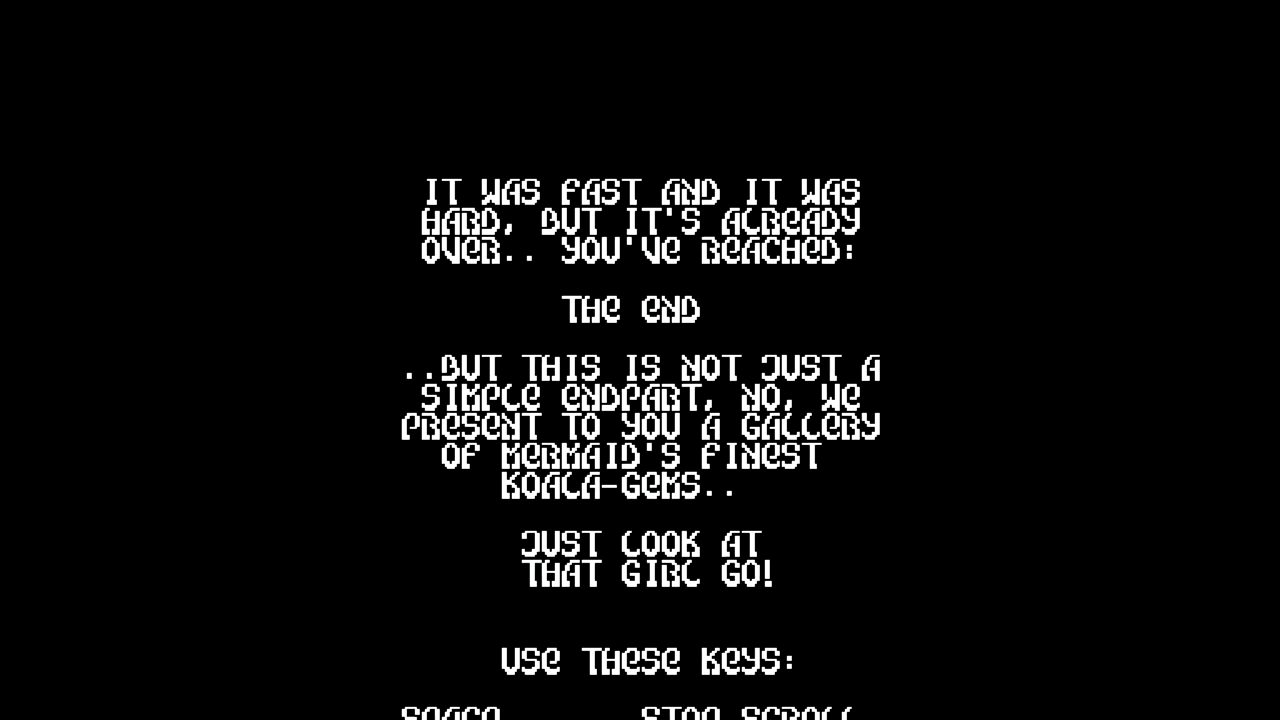 IT WAS FAST AND IT WAS
HARD, BUT IT'S ALREADY
OVER.. YOU'VE REACHED:
THE END
..BUT THIS IS NOT JUST A
SIMPLE ENDPART, NO, WE
PRESENT TO YOU A GALLERY
OF MERMAID'S FINEST
KOALA-GEMS..
JUST LOOK AT
THAT GIRL GO!
USE THESE KEYS:
STOP SCROLL